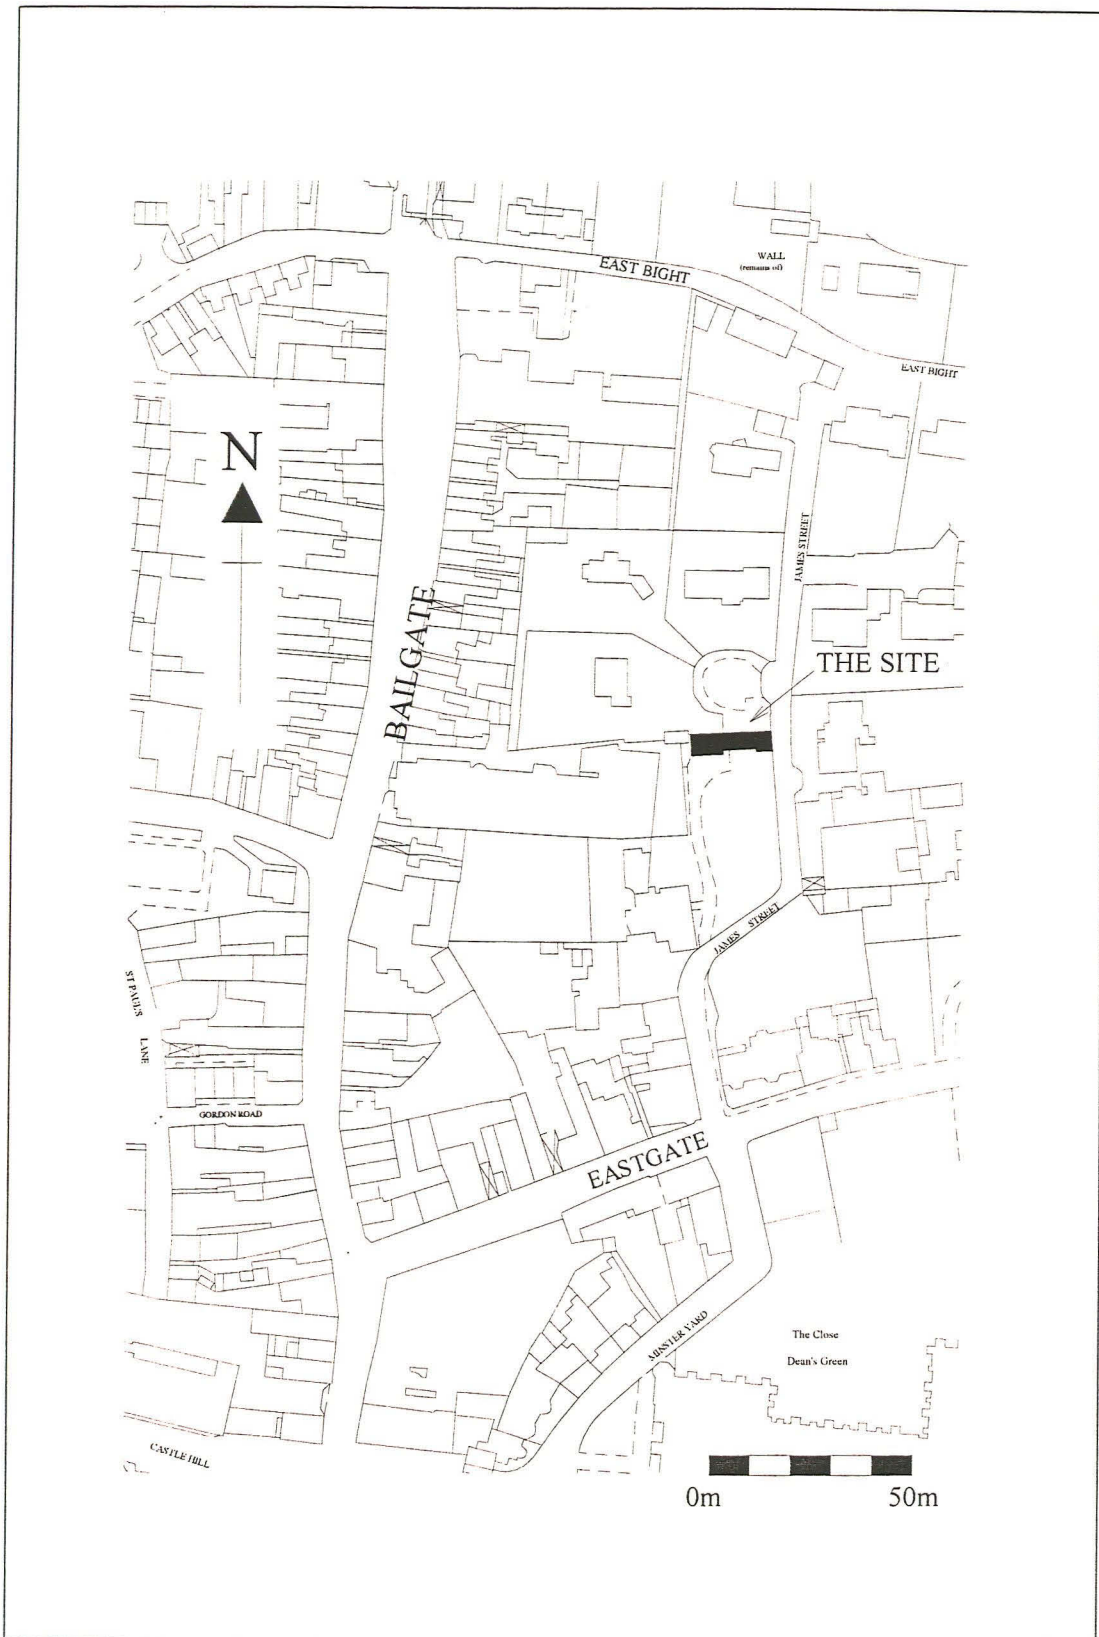 EAST BIGHT
WALL
(remains of)
EAST BIGHT
N
JAMES STREET
BAILGATE
THE SITE
JAMES STREET
ST PAUL'S LANE
GORDON ROAD
EASTGATE
MINSTER YARD
The Close
Dean's Green
CASTLE HILL
0m
50m